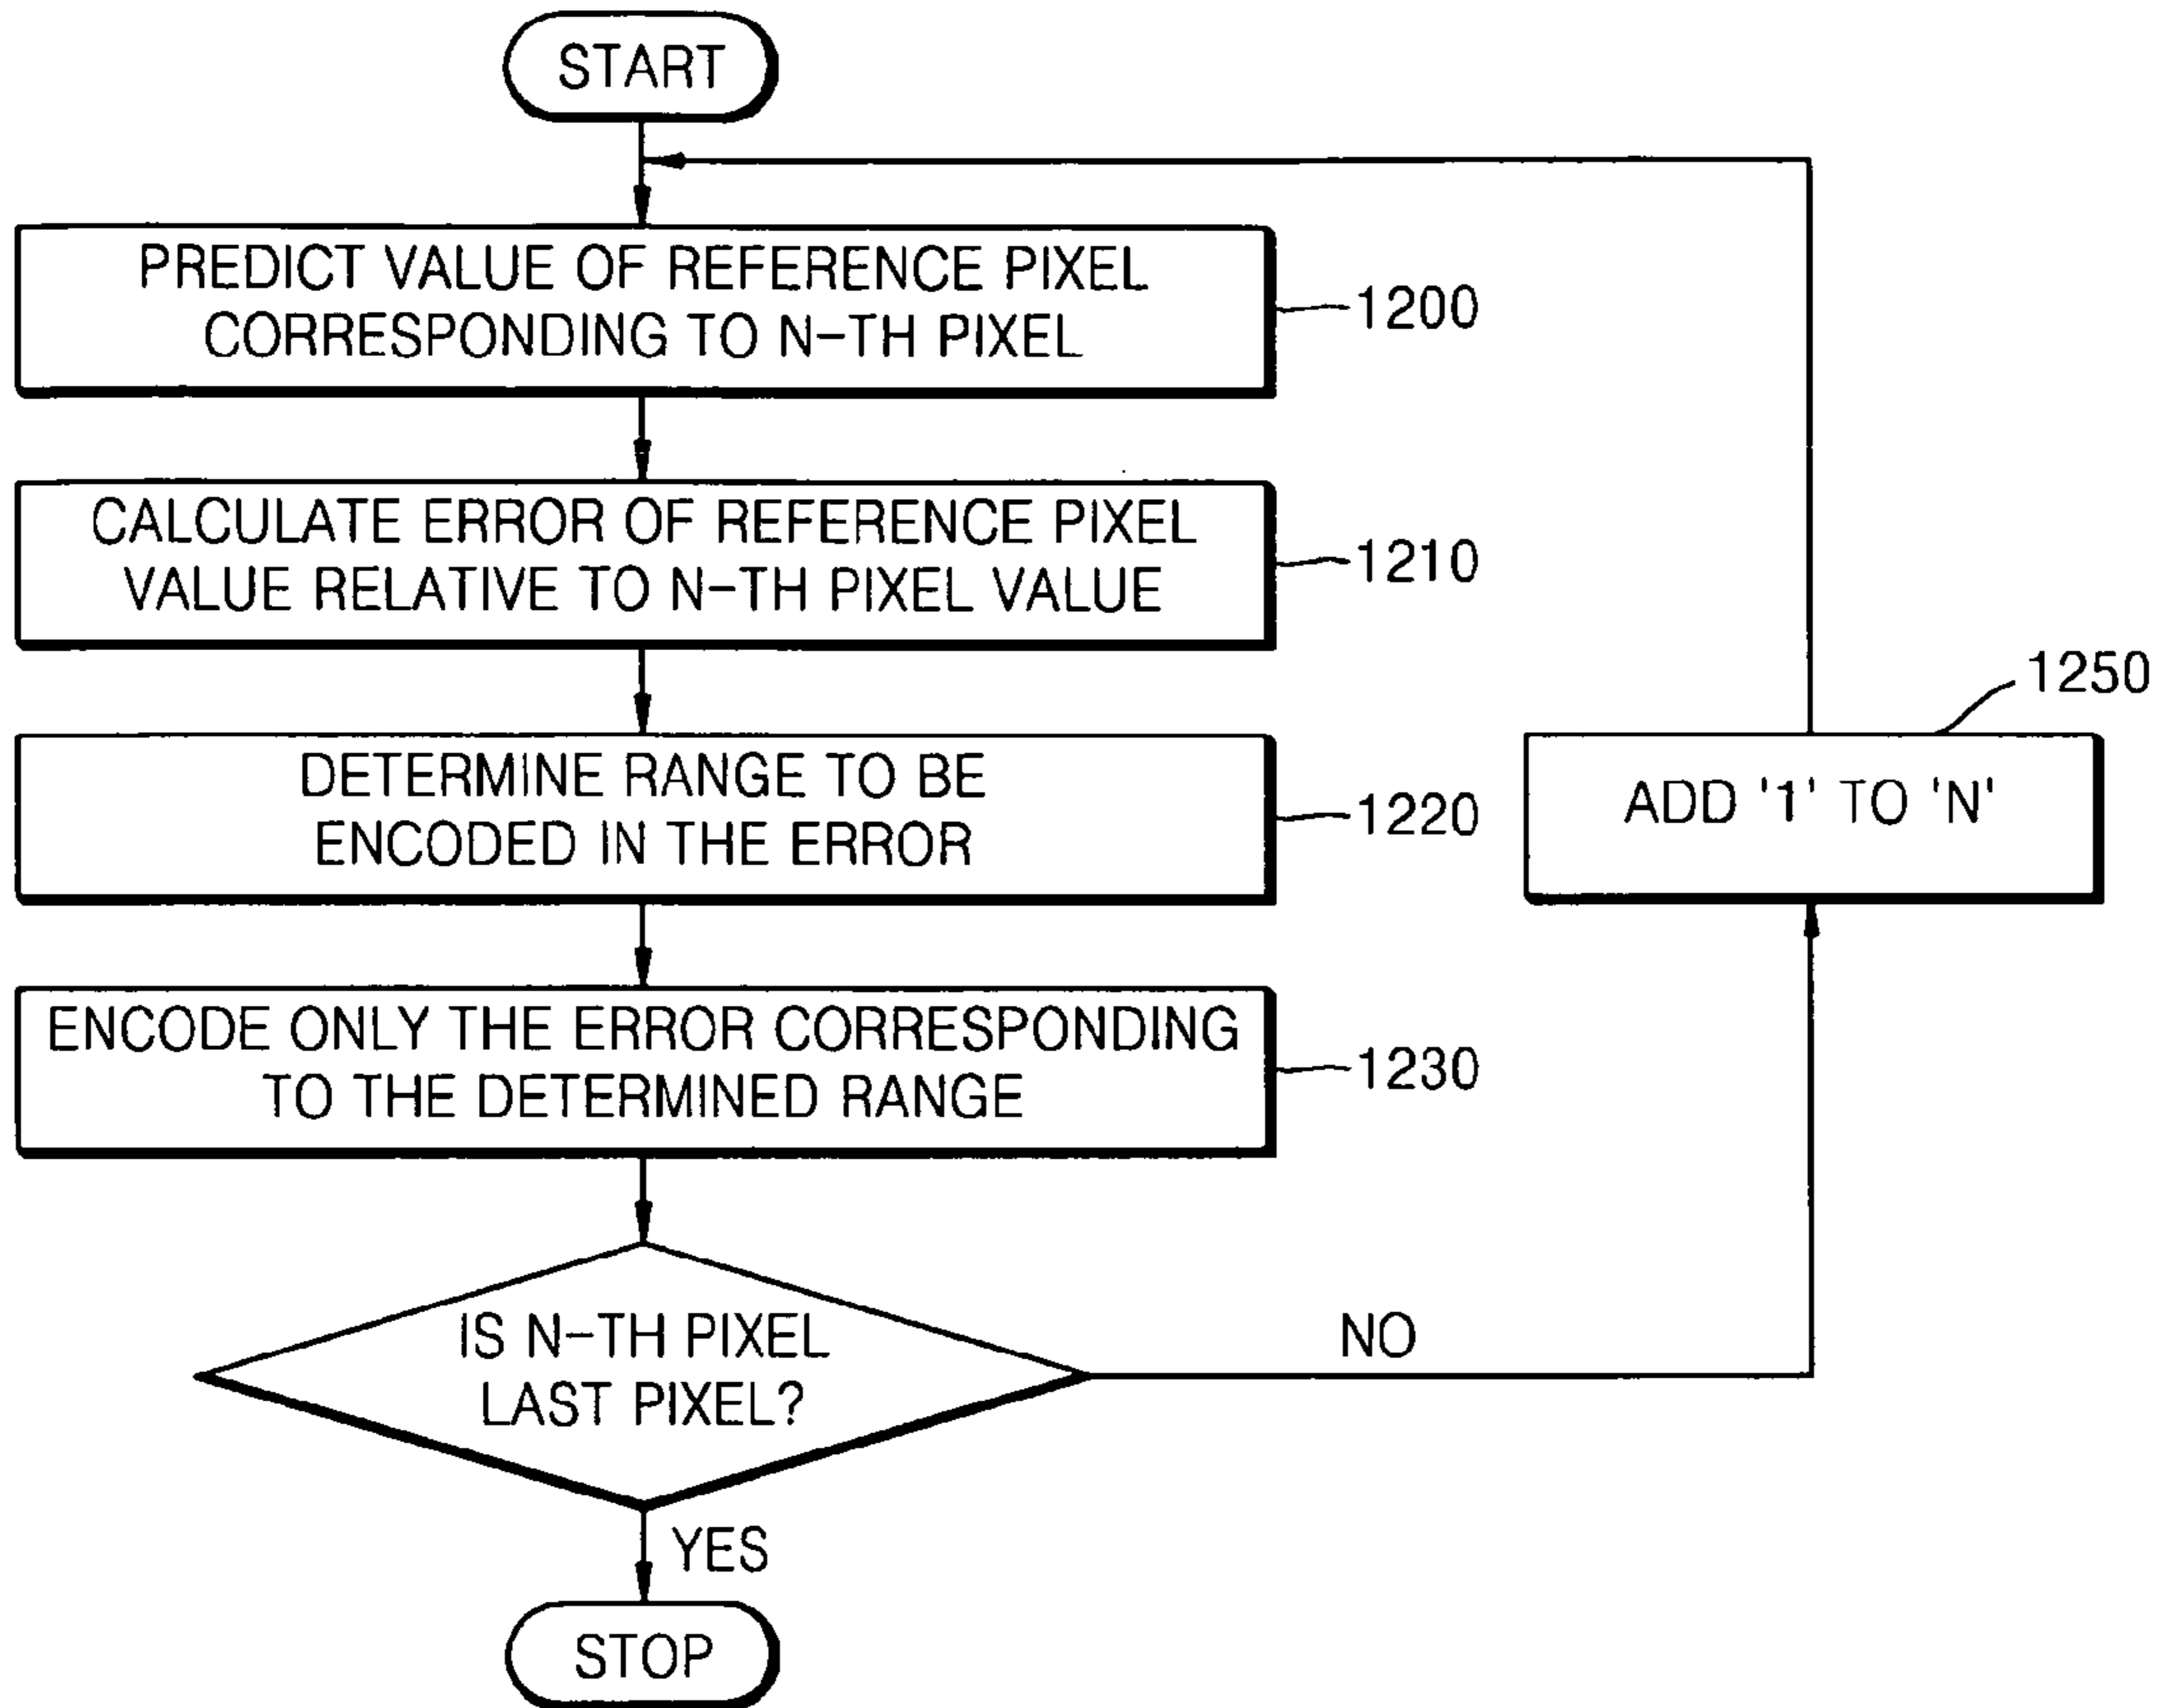 START
PREDICT VALUE OF REFERENCE PIXEL
CORRESPONDING TO N-TH PIXEL
1200
CALCULATE ERROR OF REFERENCE PIXEL
VALUE RELATIVE TO N-TH PIXEL VALUE
1210
DETERMINE RANGE TO BE
ENCODED IN THE ERROR
1220
1250
ADD '1' TO 'N'
ENCODE ONLY THE ERROR CORRESPONDING
TO THE DETERMINED RANGE
1230
IS N-TH PIXEL
LAST PIXEL?
NO
YES
STOP